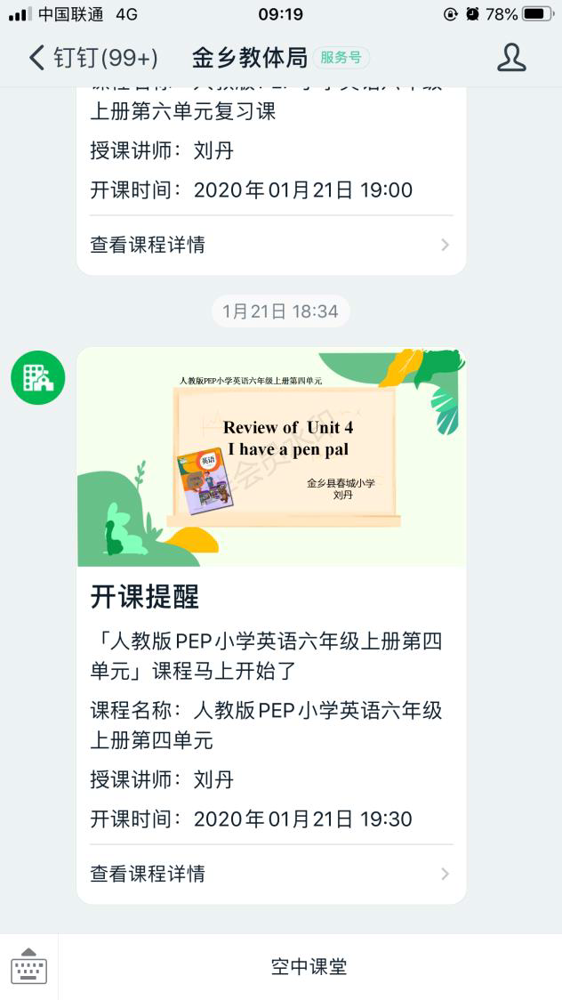 中国联通 4G 09:19 78%
钉钉(99+) 金乡教体局 服务号
上册第六单元复习课
授课讲师：刘丹
开课时间：2020年01月21日 19:00
查看课程详情
1月21日 18:34
人教版PEP小学英语六年级上册第四单元
Review of Unit 4
I have a pen pal
英语
金乡县春城小学
刘丹
开课提醒
「人教版PEP小学英语六年级上册第四
单元」课程马上开始了
课程名称：人教版PEP小学英语六年级
上册第四单元
授课讲师：刘丹
开课时间：2020年01月21日 19:30
查看课程详情
空中课堂